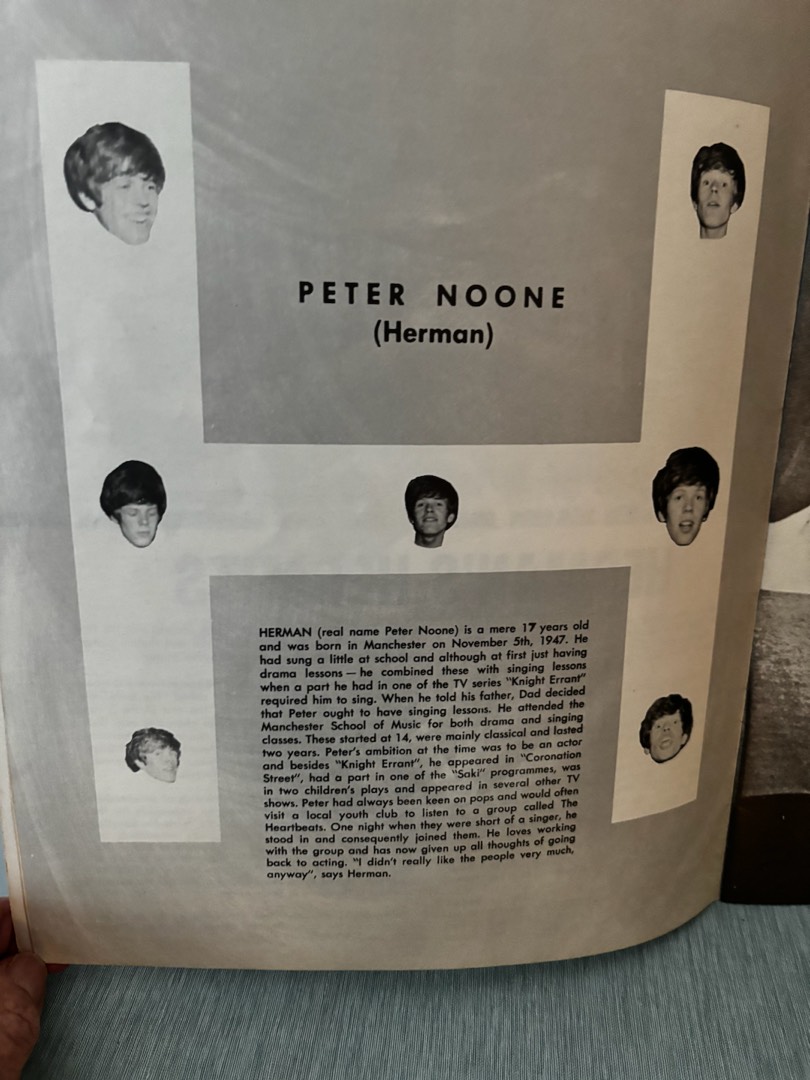 PETER NOONE
(Herman)
HERMAN (real name Peter Noone) is a mere 17 years old
and was born in Manchester on November 5th, 1947. He
had sung a little at school and although at first just having
drama lessons — he combined these with singing lessons
when a part he had in one of the TV series "Knight Errant"
required him to sing. When he told his father, Dad decided
that Peter ought to have singing lessons. He attended the
Manchester School of Music for both drama and singing
classes. These started at 14, were mainly classical and lasted
two years. Peter's ambition at the time was to be an actor
and besides "Knight Errant", he appeared in "Coronation
Street", had a part in one of the "Saki" programmes, was
in two children's plays and appeared in several other TV
shows. Peter had always been keen on pops and would often
visit a local youth club to listen to a group called The
Heartbeats. One night when they were short of a singer, he
stood in and consequently joined them. He loves working
with the group and has now given up all thoughts of going
back to acting. "I didn't really like the people very much,
anyway", says Herman.